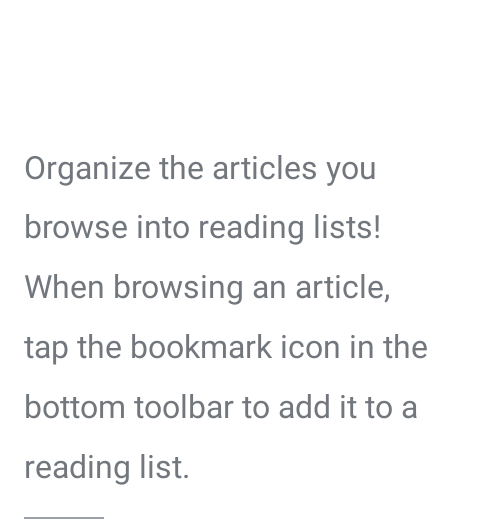 Organize the articles you
browse into reading lists!
When browsing an article,
tap the bookmark icon in the
bottom toolbar to add it to a
reading list.